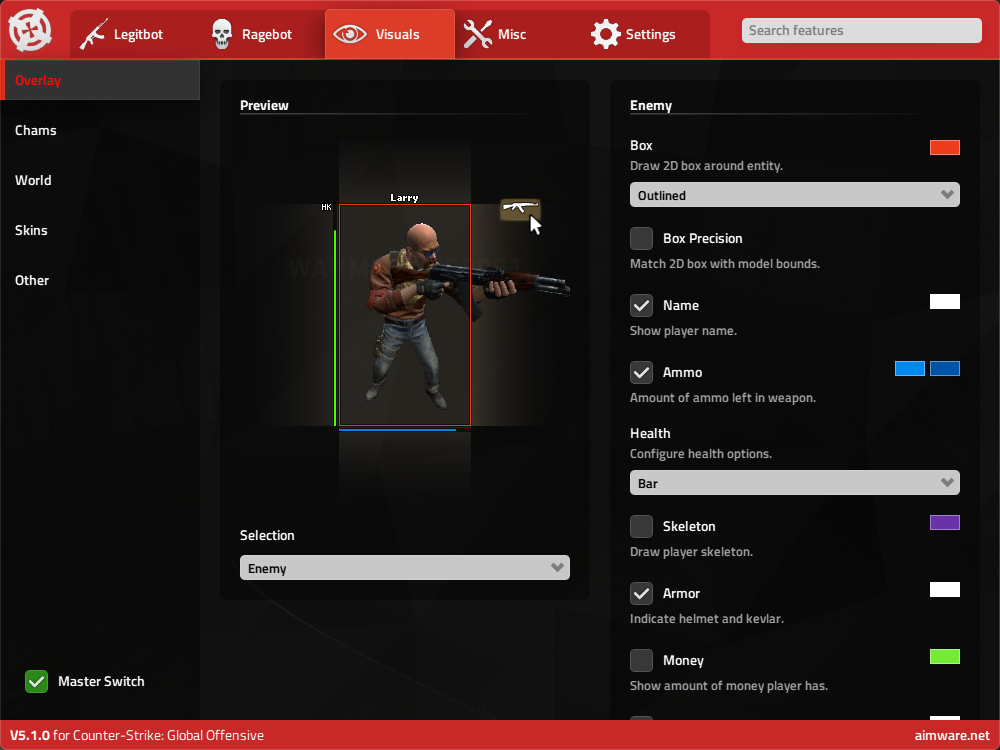 Legitbot
Ragebot
Visuals
Misc
Settings
Search features
Overlay
Chams
World
Skins
Other
Master Switch
Preview
Larry
HK
Selection
Enemy
Enemy
Box
Draw 2D box around entity.
Outlined
Box Precision
Match 2D box with model bounds.
Name
Show player name.
Ammo
Amount of ammo left in weapon.
Health
Configure health options.
Bar
Skeleton
Draw player skeleton.
Armor
Indicate helmet and kevlar.
Money
Show amount of money player has.
V5.1.0 for Counter-Strike: Global Offensive
aimware.net